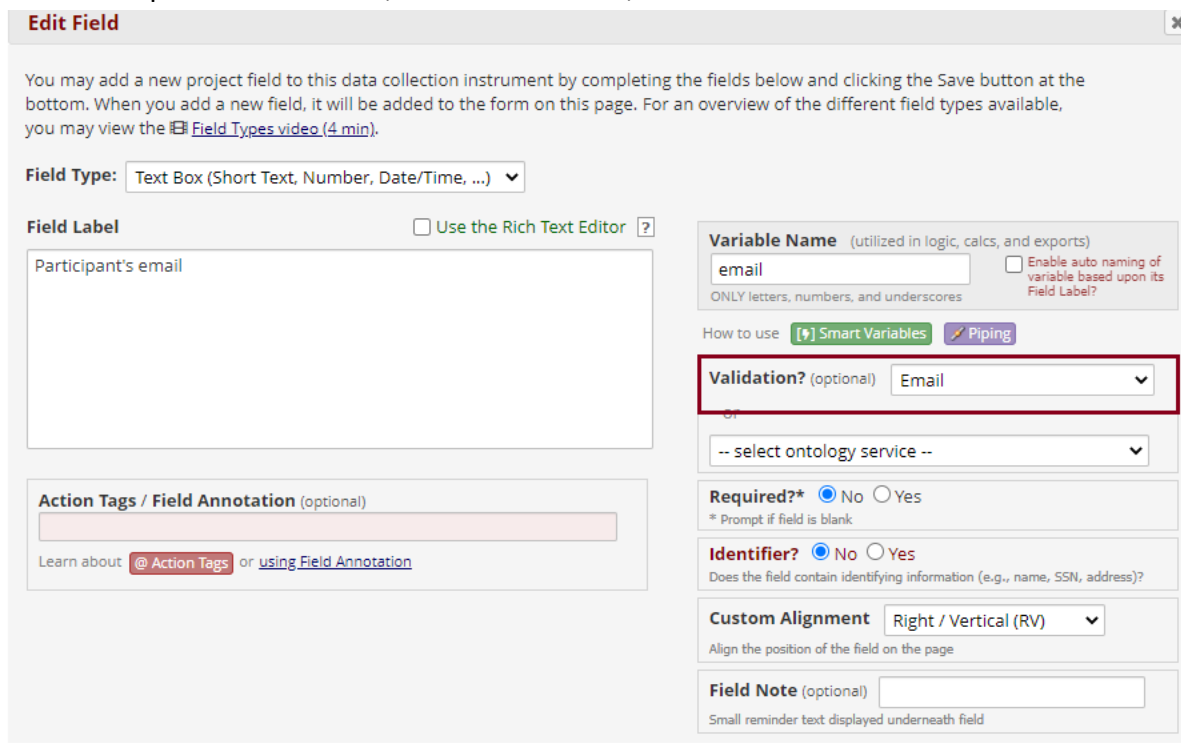 Edit Field
You may add a new project field to this data collection instrument by completing the fields below and clicking the Save button at the
bottom. When you add a new field, it will be added to the form on this page. For an overview of the different field types available,
you may view the Field Types video (4 min).
Field Type: Text Box (Short Text, Number, Date/Time, ...)
Field Label Use the Rich Text Editor ?
Participant's email
Action Tags / Field Annotation (optional)
Learn about @ Action Tags or using Field Annotation
Variable Name (utilized in logic, calcs, and exports)
email
Enable auto naming of
variable based upon its
Field Label?
ONLY letters, numbers, and underscores
How to use [ ] Smart Variables Piping
Validation? (optional) Email
or
-- select ontology service --
Required?* No Yes
* Prompt if field is blank
Identifier? No Yes
Does the field contain identifying information (e.g., name, SSN, address)?
Custom Alignment Right / Vertical (RV)
Align the position of the field on the page
Field Note (optional)
Small reminder text displayed underneath field